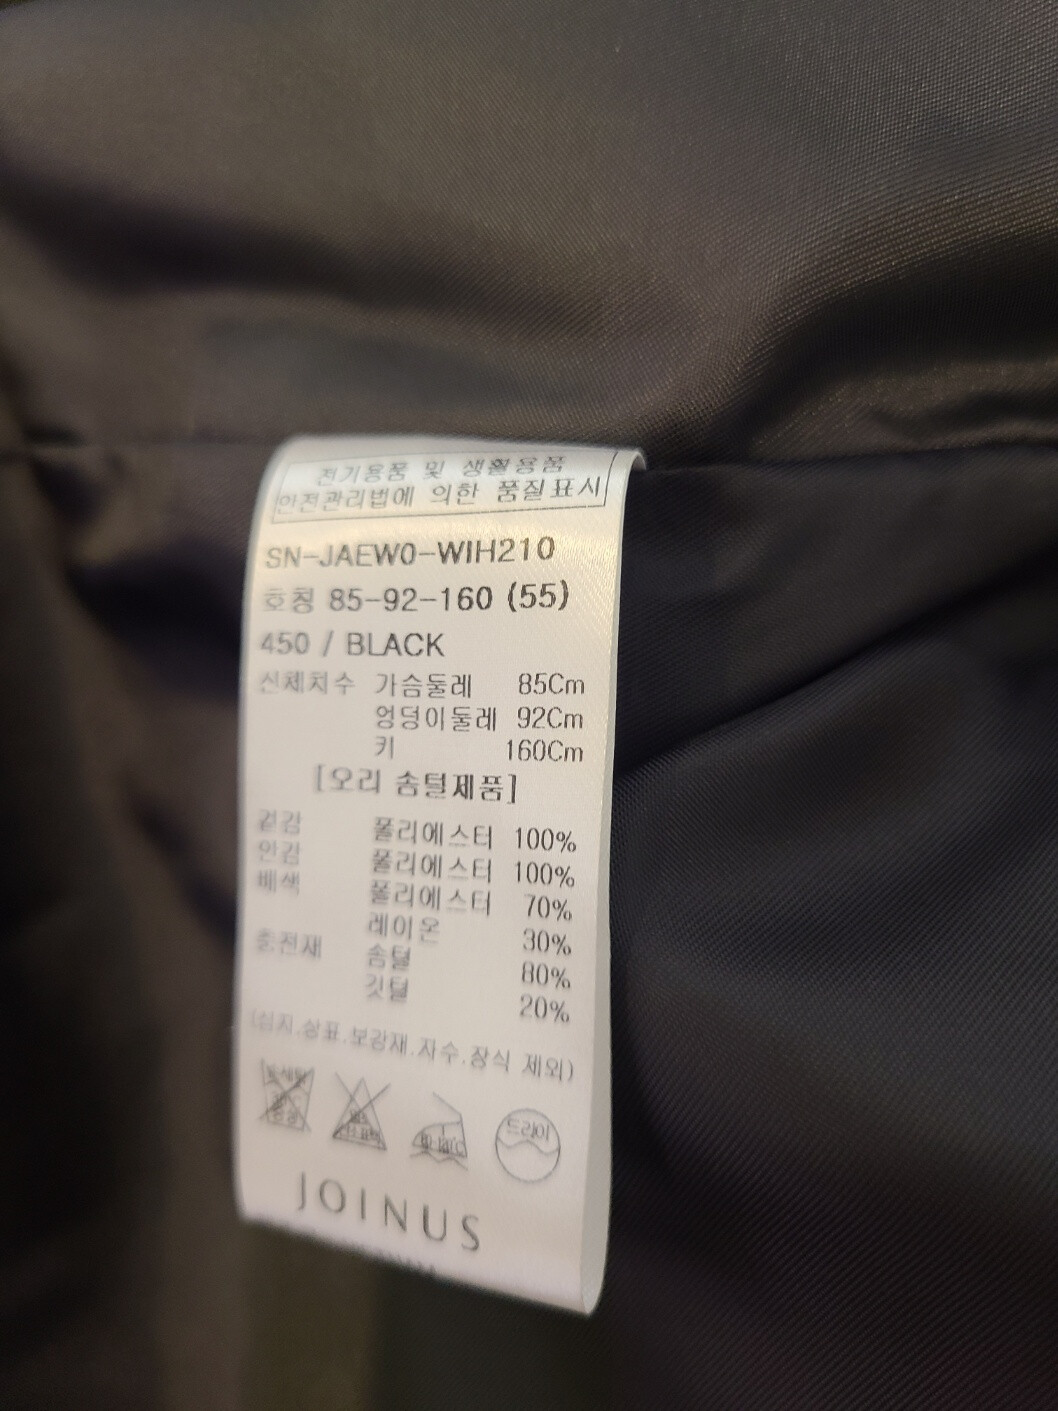 전기용품 및 생활용품
안전관리법에 의한 품질표시
SN-JAEW0-WIH210
호칭 85-92-160 (55)
450 / BLACK
신체치수 가슴둘레 85Cm
엉덩이둘레 92Cm
키 160Cm
[오리 솜털제품]
겉감 폴리에스터 100%
안감 폴리에스터 100%
배색 폴리에스터 70%
레이온 30%
충전재 솜털 80%
깃털 20%
(심지.상표.보강재.자수.장식 제외)
드라이
JOINUS